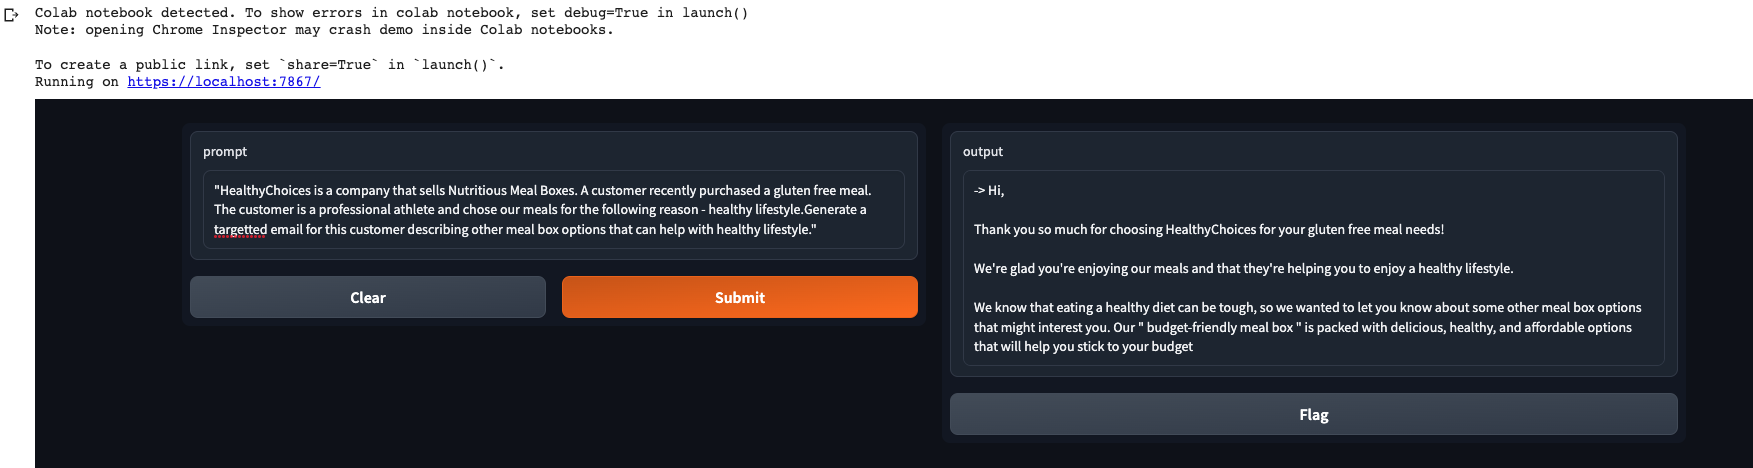 Colab notebook detected. To show errors in colab notebook, set debug=True in launch()
Note: opening Chrome Inspector may crash demo inside Colab notebooks.
To create a public link, set `share=True` in `launch()`.
Running on https://localhost:7867/
prompt
"HealthyChoices is a company that sells Nutritious Meal Boxes. A customer recently purchased a gluten free meal.
The customer is a professional athlete and chose our meals for the following reason - healthy lifestyle.Generate a
targetted email for this customer describing other meal box options that can help with healthy lifestyle."
Clear
Submit
output
-> Hi,
Thank you so much for choosing HealthyChoices for your gluten free meal needs!
We're glad you're enjoying our meals and that they're helping you to enjoy a healthy lifestyle.
We know that eating a healthy diet can be tough, so we wanted to let you know about some other meal box options
that might interest you. Our " budget-friendly meal box " is packed with delicious, healthy, and affordable options
that will help you stick to your budget
Flag